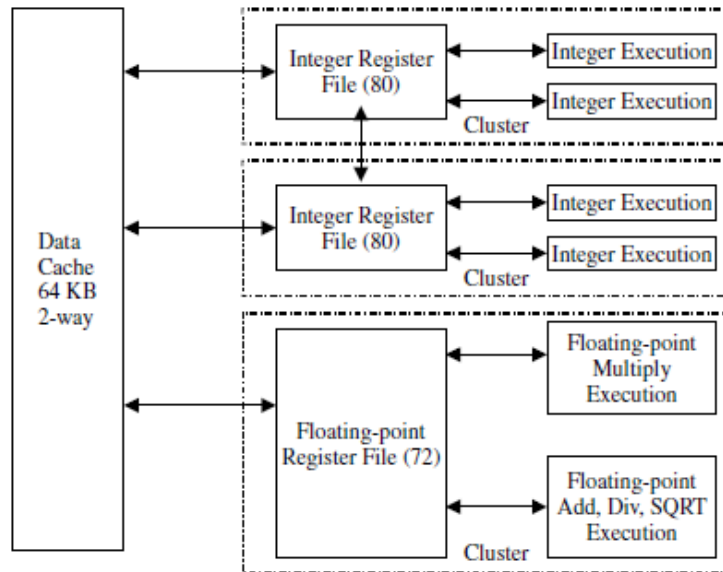 Data
Cache
64 KB
2-way
Integer Register
File (80)
Integer Execution
Integer Execution
Cluster
Integer Register
File (80)
Integer Execution
Integer Execution
Cluster
Floating-point
Register File (72)
Floating-point
Multiply
Execution
Floating-point
Add, Div, SQRT
Execution
Cluster